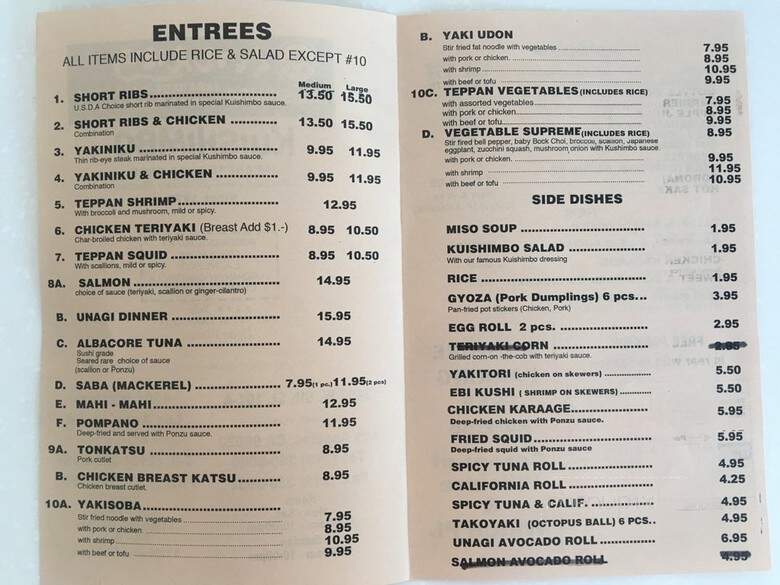 ENTREES
ALL ITEMS INCLUDE RICE & SALAD EXCEPT #10
Medium Large
1. SHORT RIBS 13.50 15.50
U.S.D.A Choice short rib marinated in special Kuishimbo sauce.
2. SHORT RIBS & CHICKEN 13.50 15.50
Combination
3. YAKINIKU 9.95 11.95
Thin rib-eye steak marinated in special Kushimbo sauce.
4. YAKINIKU & CHICKEN 9.95 11.95
Combination
5. TEPPAN SHRIMP 12.95
With broccoli and mushroom, mild or spicy.
6. CHICKEN TERIYAKI (Breast Add $1.-) 8.95 10.50
Char-broiled chicken with teriyaki sauce.
7. TEPPAN SQUID 8.95 10.50
With scallions, mild or spicy.
8A. SALMON 14.95
choice of sauce (teriyaki, scallion or ginger-cilantro)
B. UNAGI DINNER 15.95
C. ALBACORE TUNA 14.95
Sushi grade
Seared rare choice of sauce
(scallion or Ponzu)
D. SABA (MACKEREL) 7.95(1 pc.) 11.95(2 pcs)
E. MAHI - MAHI 12.95
F. POMPANO 11.95
Deep-fried and served with Ponzu sauce.
9A. TONKATSU 8.95
Pork cutlet
B. CHICKEN BREAST KATSU 8.95
Chicken breast cutlet.
10A. YAKISOBA
Stir fried noodle with vegetables 7.95
with pork or chicken 8.95
with shrimp 10.95
with beef or tofu 9.95
B. YAKI UDON
Stir fried fat noodle with vegetables 7.95
with pork or chicken. 8.95
with shrimp 10.95
with beef or tofu 9.95
10C. TEPPAN VEGETABLES (INCLUDES RICE)
with assorted vegetables 7.95
with pork or chicken 8.95
with beef or tofu 9.95
D. VEGETABLE SUPREME (INCLUDES RICE) 8.95
Stir fired bell pepper, baby Bock Choi, broccoli, scallion, Japanese
eggplant, zucchini squash, mushroom onion with Kushimbo sauce
with pork or chicken. 9.95
with shrimp 11.95
with beef or tofu 10.95
SIDE DISHES
MISO SOUP 1.95
KUISHIMBO SALAD 1.95
With our famous Kuishimbo dressing
RICE 1.95
GYOZA (Pork Dumplings) 6 pcs... 3.95
Pan-fried pot stickers (Chicken, Pork)
EGG ROLL 2 pcs. 2.95
TERIYAKI CORN
Grilled corn-on -the-cob with teriyaki sauce.
YAKITORI (chicken on skewers) 5.50
EBI KUSHI ( SHRIMP ON SKEWERS) 5.50
CHICKEN KARAAGE 5.95
Deep-fried chicken with Ponzu sauce.
FRIED SQUID 5.95
Deep-fried squid with Ponzu sauce
SPICY TUNA ROLL 4.95
CALIFORNIA ROLL 4.25
SPICY TUNA & CALIF. 4.95
TAKOYAKI (OCTOPUS BALL) 6 PCS.. 4.95
UNAGI AVOCADO ROLL 6.95
SALMON AVOCADO ROLL 4.95